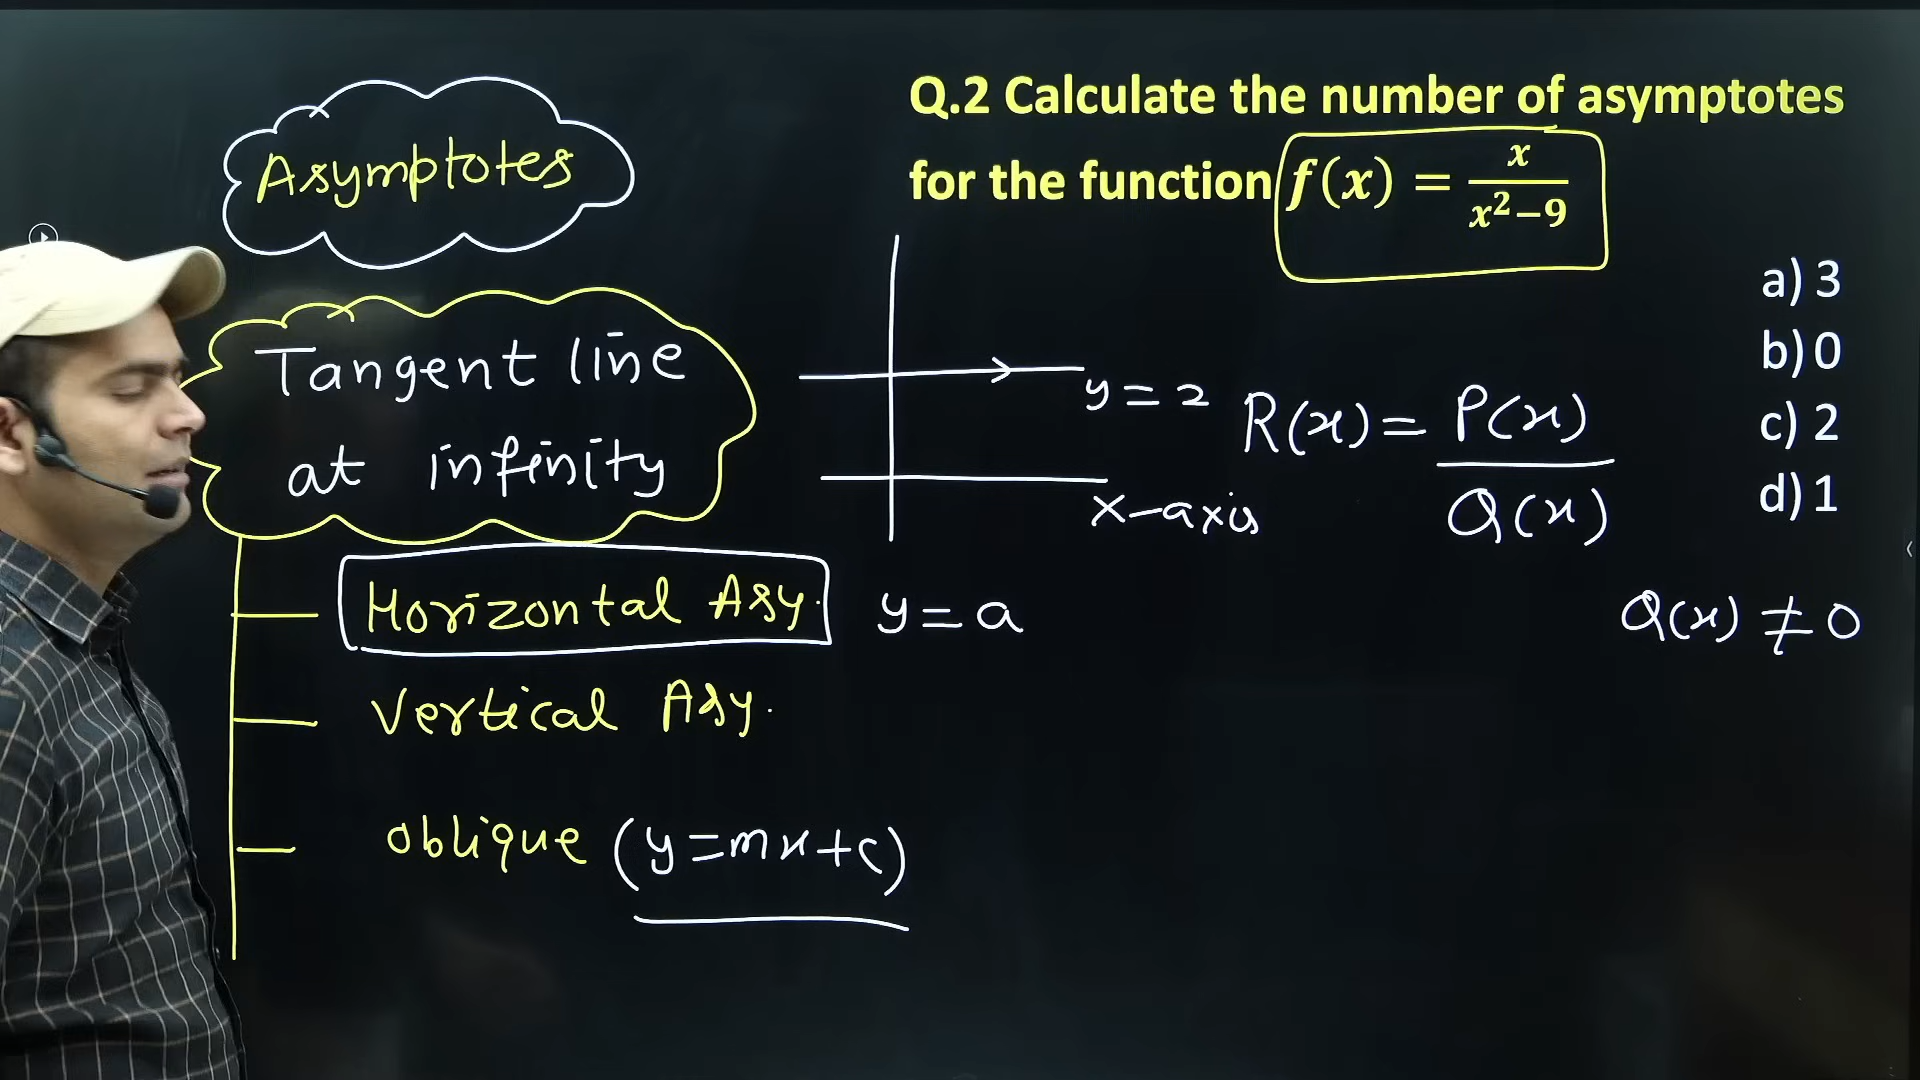 Asymptotes
Tangent line
at infinity
Horizontal Asy.
Vertical Asy.
oblique (y=mx+c)
Q.2 Calculate the number of asymptotes
for the function f(x) = x/(x²−9)
a) 3
b) 0
c) 2
d) 1
y = 2
x-axis
R(x) = P(x)/Q(x)
y = a
Q(x) ≠ 0